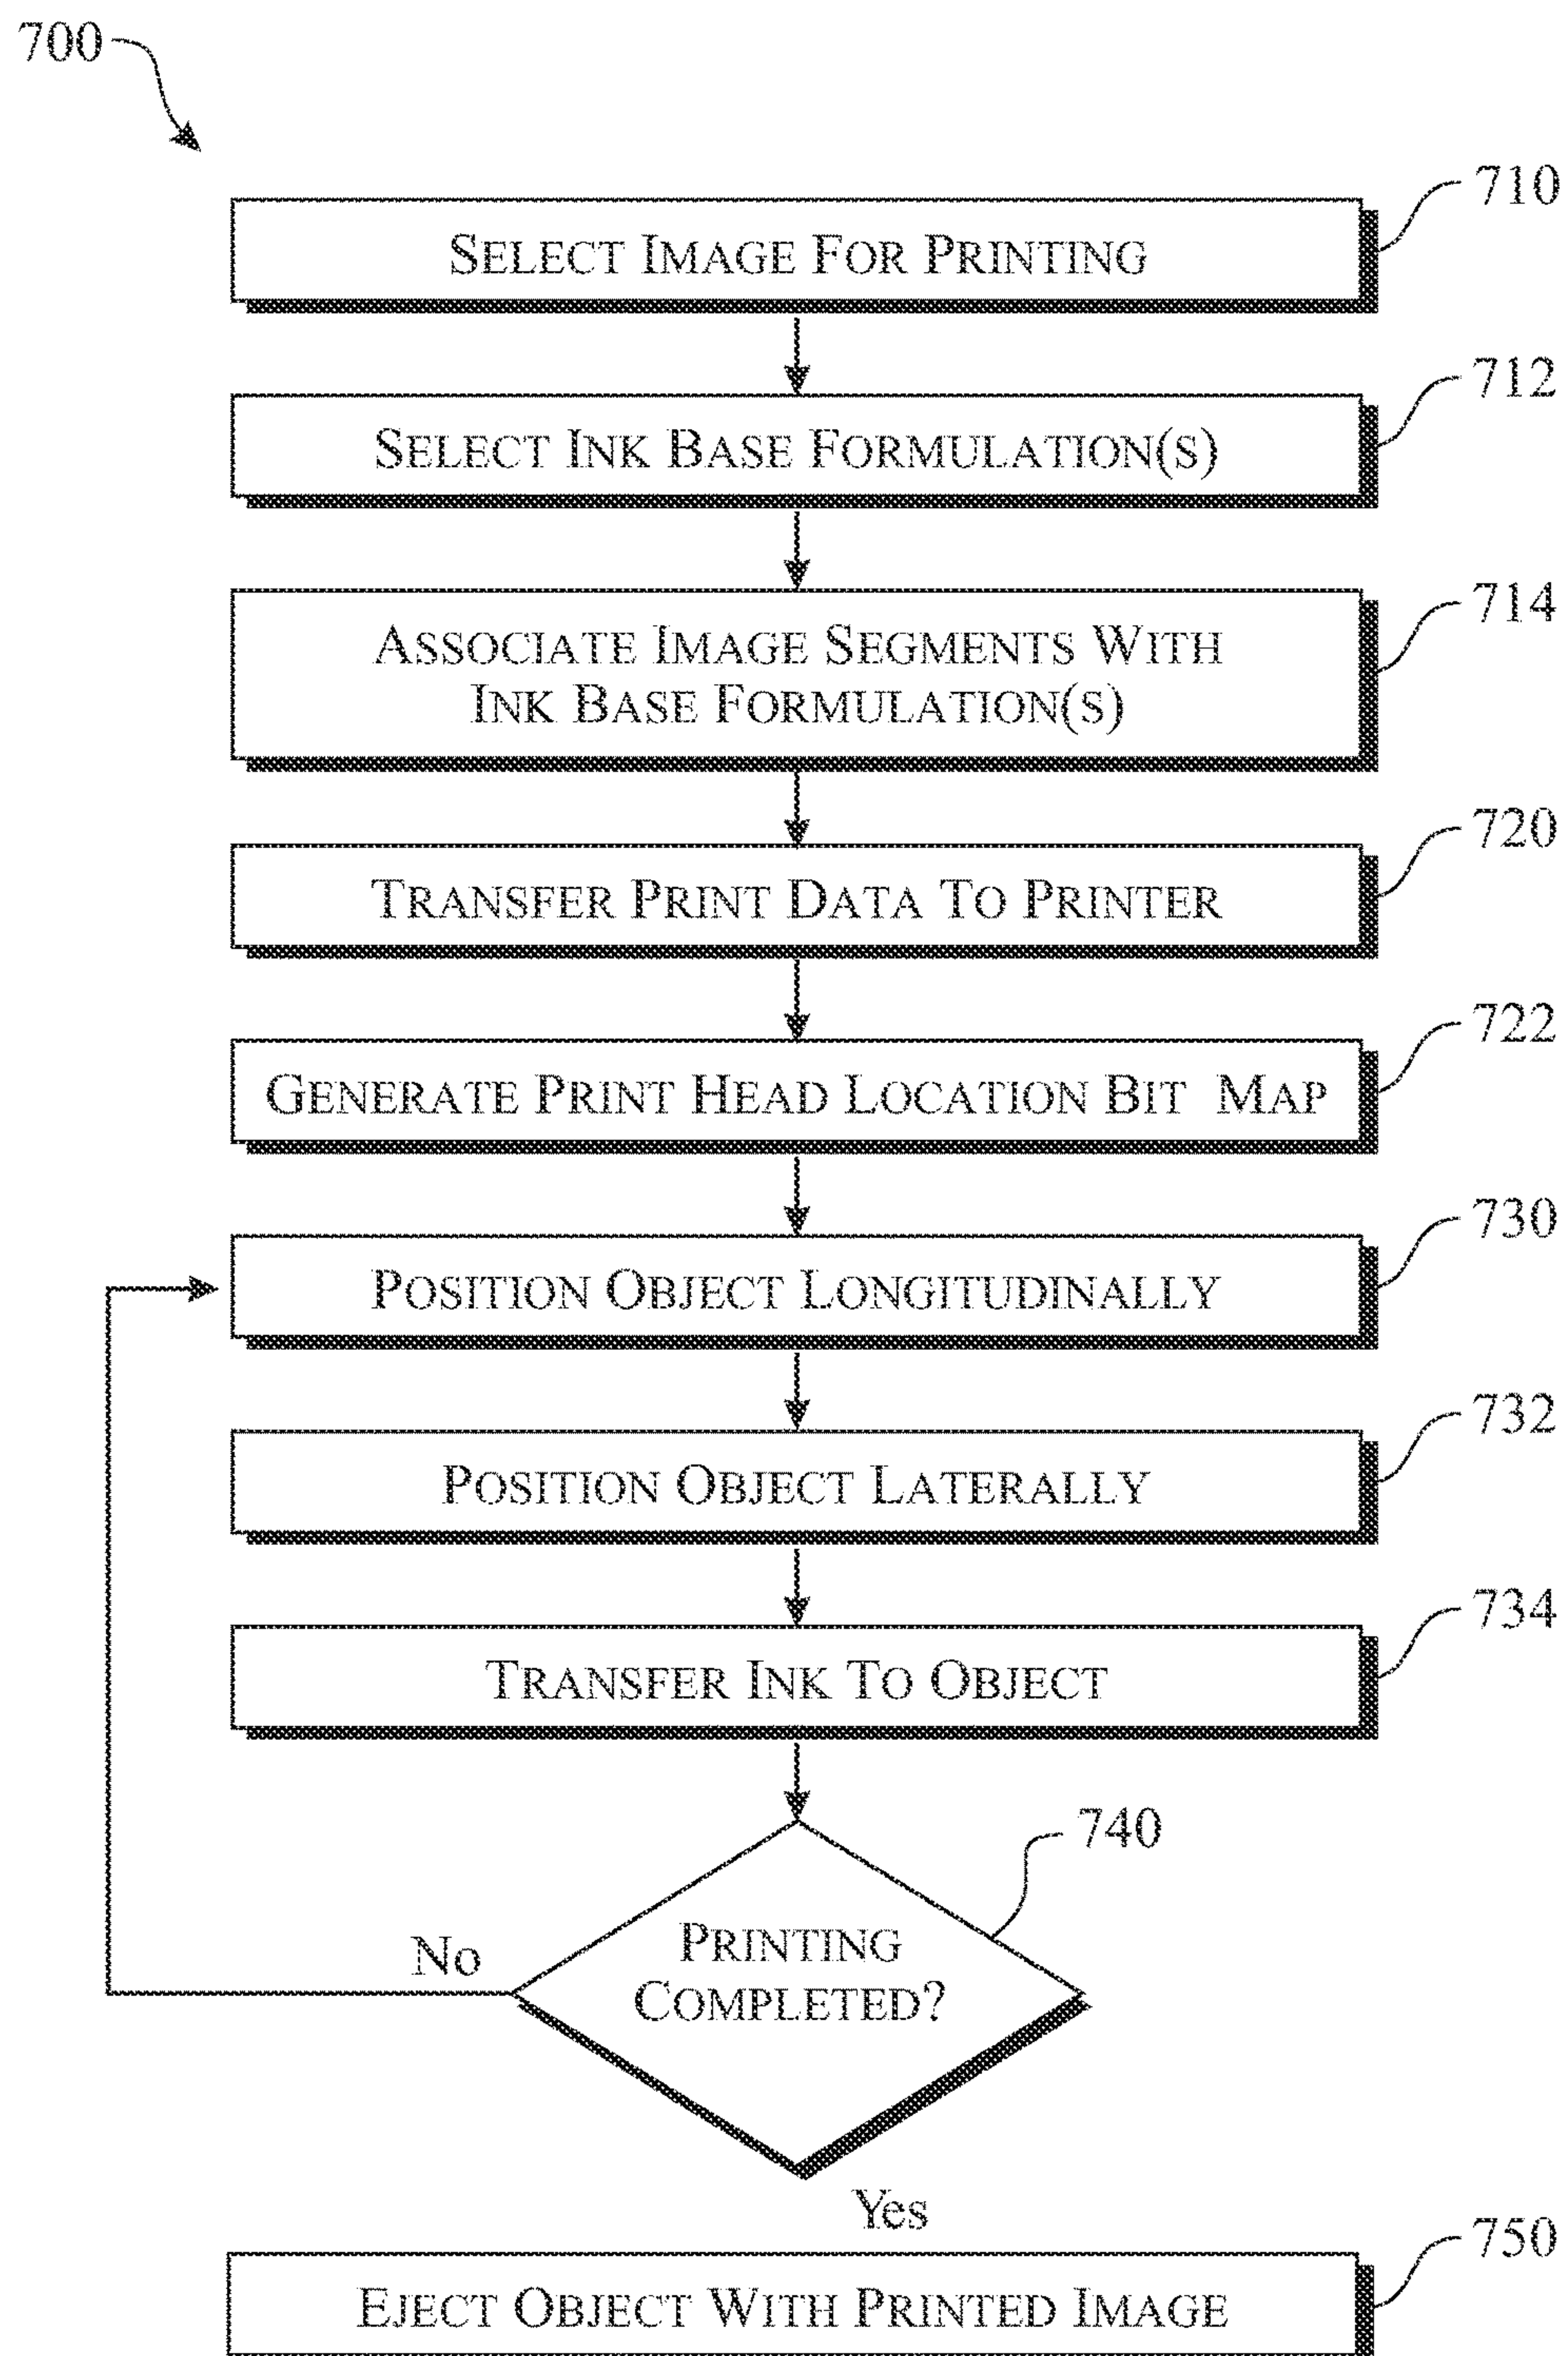 700
710
SELECT IMAGE FOR PRINTING
712
SELECT INK BASE FORMULATION(S)
714
ASSOCIATE IMAGE SEGMENTS WITH
INK BASE FORMULATION(S)
720
TRANSFER PRINT DATA TO PRINTER
722
GENERATE PRINT HEAD LOCATION BIT MAP
730
POSITION OBJECT LONGITUDINALLY
732
POSITION OBJECT LATERALLY
734
TRANSFER INK TO OBJECT
740
PRINTING
COMPLETED?
No
Yes
750
EJECT OBJECT WITH PRINTED IMAGE